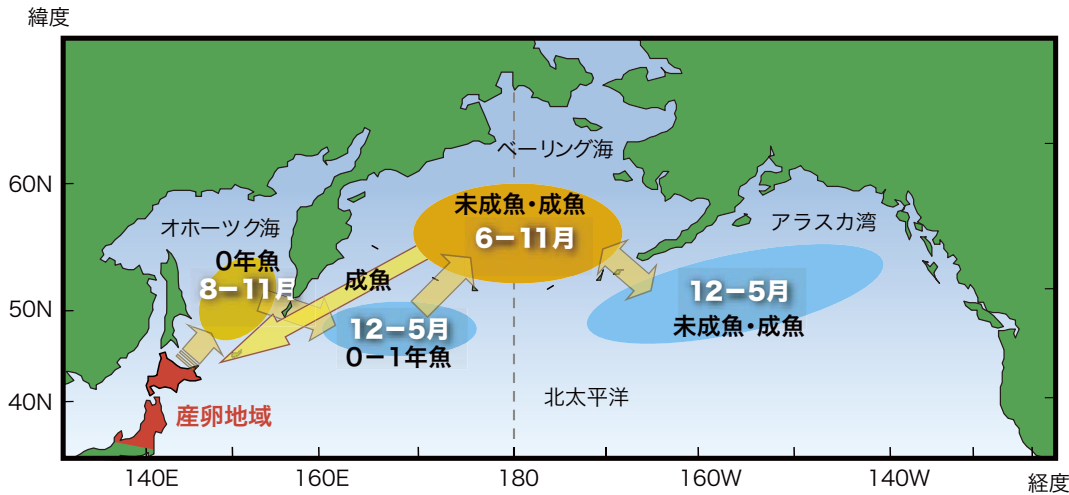 緯度
ベーリング海
60N
未成魚・成魚
6−11月
オホーツク海
アラスカ湾
0年魚
8−11月
成魚
12−5月
未成魚・成魚
50N
12−5月
0−1年魚
40N
産卵地域
北太平洋
140E
160E
180
160W
140W
経度